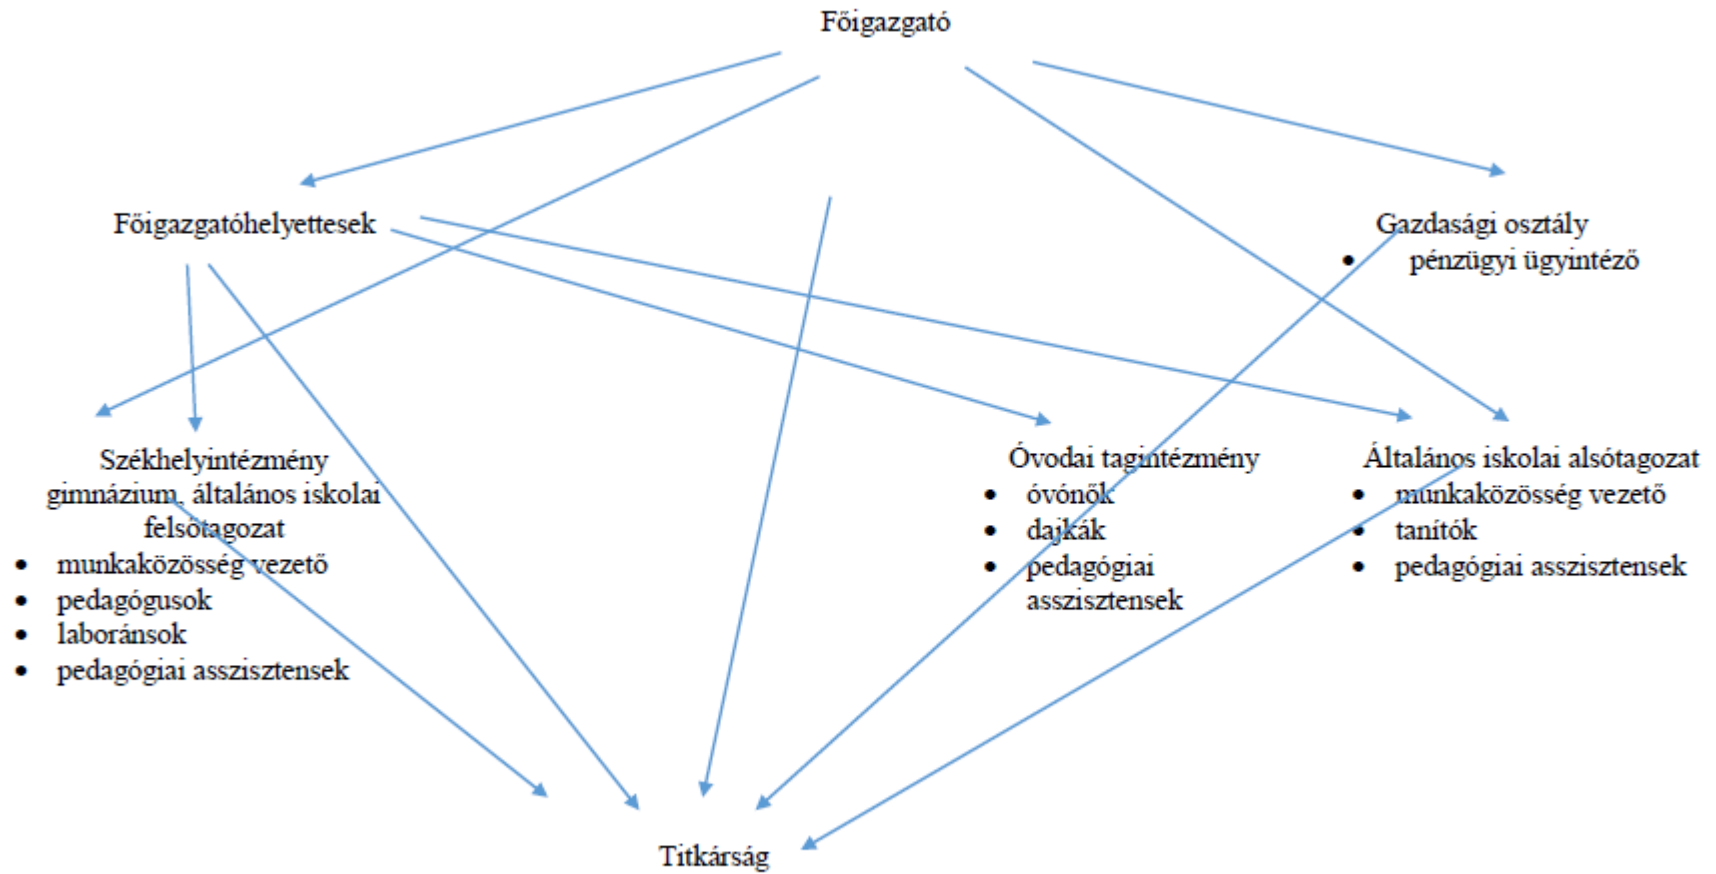 Főigazgató
Főigazgatóhelyettesek
Gazdasági osztály
• pénzügyi ügyintéző
Székhelyintézmény
gimnázium, általános iskolai
felsőtagozat
• munkaközösség vezető
• pedagógusok
• laboránsok
• pedagógiai asszisztensek
Óvodai tagintézmény
• óvónők
• dajkák
• pedagógiai
asszisztensek
Általános iskolai alsótagozat
• munkaközösség vezető
• tanítók
• pedagógiai asszisztensek
Titkárság